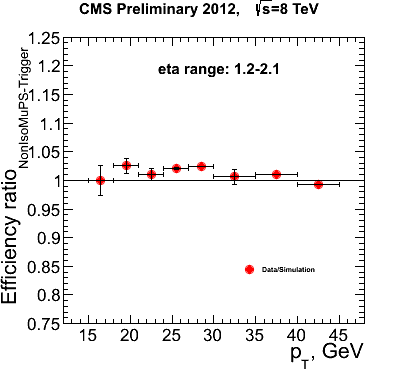 CMS Preliminary 2012, √s=8 TeV
eta range: 1.2-2.1
Efficiency ratio NonIsoMuPS-Trigger
1.25
1.2
1.15
1.1
1.05
1
0.95
0.9
0.85
0.8
0.75
Data/Simulation
15 20 25 30 35 40 45
pT, GeV